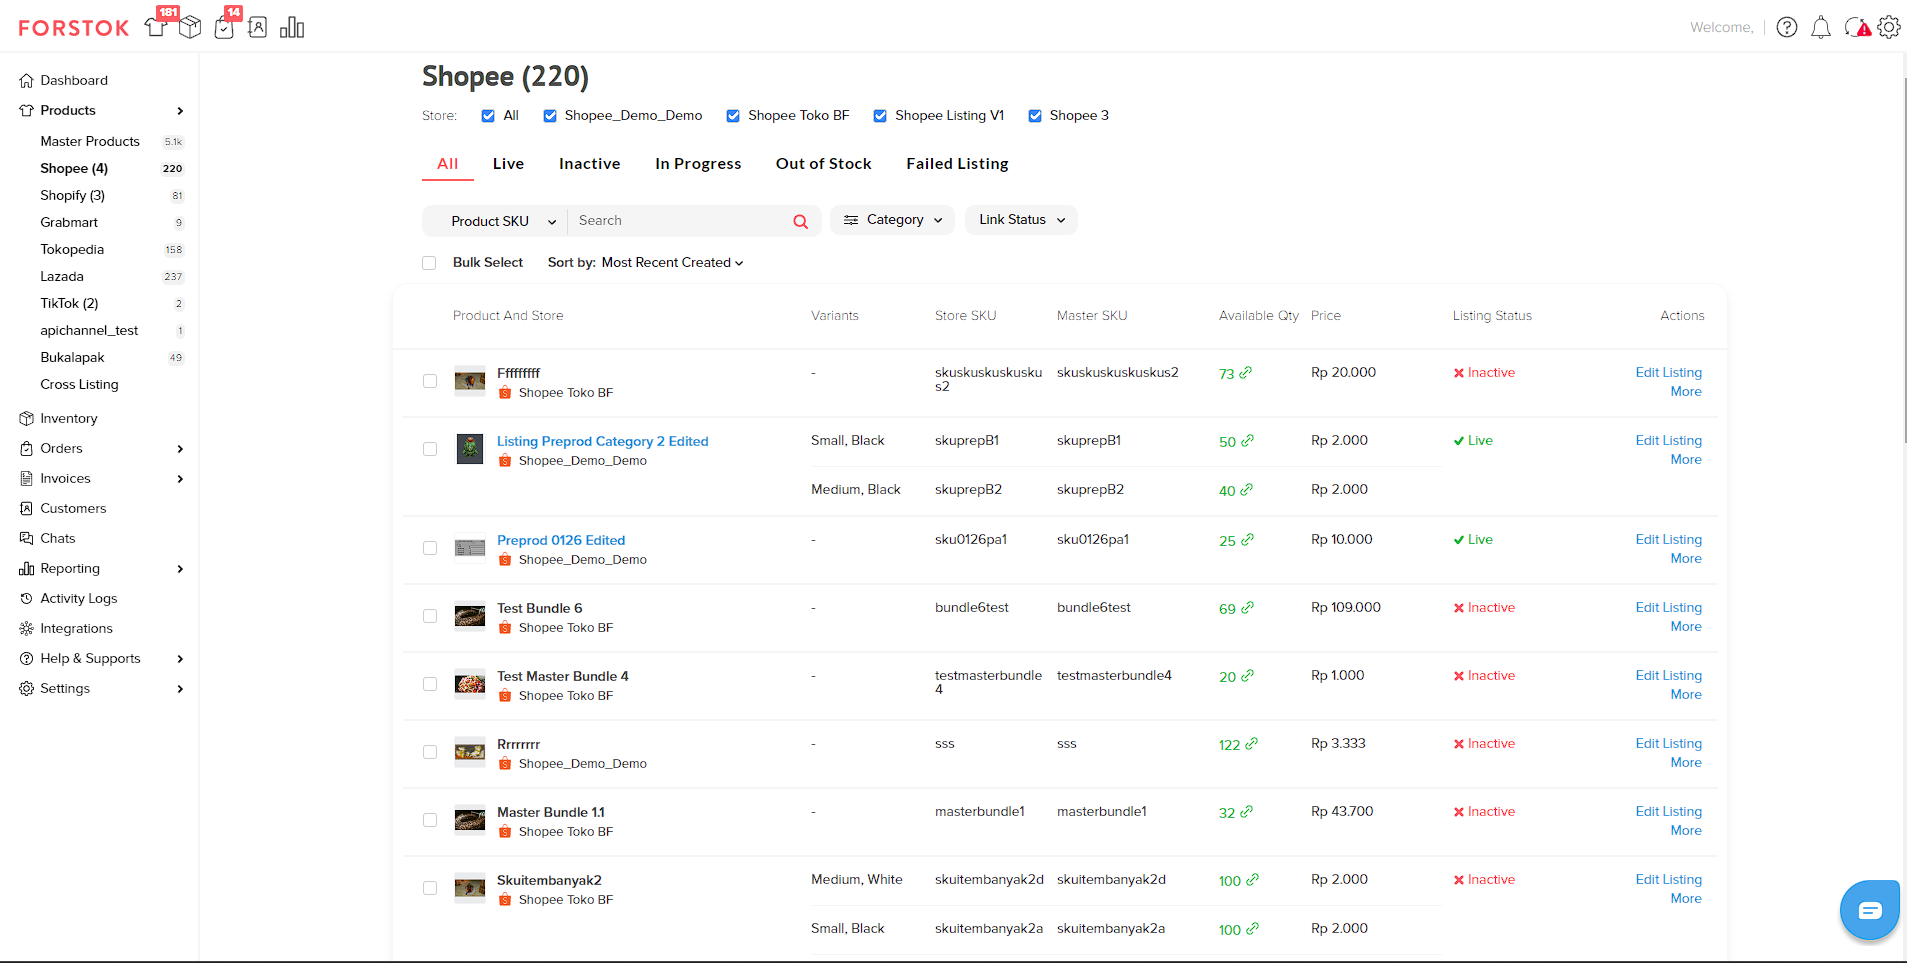 FORSTOK
181
14
Welcome,
Dashboard
Products
Master Products 5.1k
Shopee (4) 220
Shopify (3) 81
Grabmart 9
Tokopedia 158
Lazada 237
TikTok (2) 2
apichannel_test 1
Bukalapak 49
Cross Listing
Inventory
Orders
Invoices
Customers
Chats
Reporting
Activity Logs
Integrations
Help & Supports
Settings
Shopee (220)
Store: All Shopee_Demo_Demo Shopee Toko BF Shopee Listing V1 Shopee 3
All Live Inactive In Progress Out of Stock Failed Listing
Product SKU Search Category Link Status
Bulk Select Sort by: Most Recent Created
Product And Store Variants Store SKU Master SKU Available Qty Price Listing Status Actions
Fffffffff - skuskuskuskusku skuskuskuskuskus2 73 Rp 20.000 Inactive Edit Listing
s2
Shopee Toko BF More
Listing Preprod Category 2 Edited Small, Black skuprepB1 skuprepB1 50 Rp 2.000 Live Edit Listing
Shopee_Demo_Demo More
Medium, Black skuprepB2 skuprepB2 40 Rp 2.000
Preprod 0126 Edited - sku0126pa1 sku0126pa1 25 Rp 10.000 Live Edit Listing
Shopee_Demo_Demo More
Test Bundle 6 - bundle6test bundle6test 69 Rp 109.000 Inactive Edit Listing
Shopee Toko BF More
Test Master Bundle 4 - testmasterbundle testmasterbundle4 20 Rp 1.000 Inactive Edit Listing
4
Shopee Toko BF More
Rrrrrrrr - sss sss 122 Rp 3.333 Inactive Edit Listing
Shopee_Demo_Demo More
Master Bundle 1.1 - masterbundle1 masterbundle1 32 Rp 43.700 Inactive Edit Listing
Shopee Toko BF More
Skuitembanyak2 Medium, White skuitembanyak2d skuitembanyak2d 100 Rp 2.000 Inactive Edit Listing
Shopee Toko BF More
Small, Black skuitembanyak2a skuitembanyak2a 100 Rp 2.000